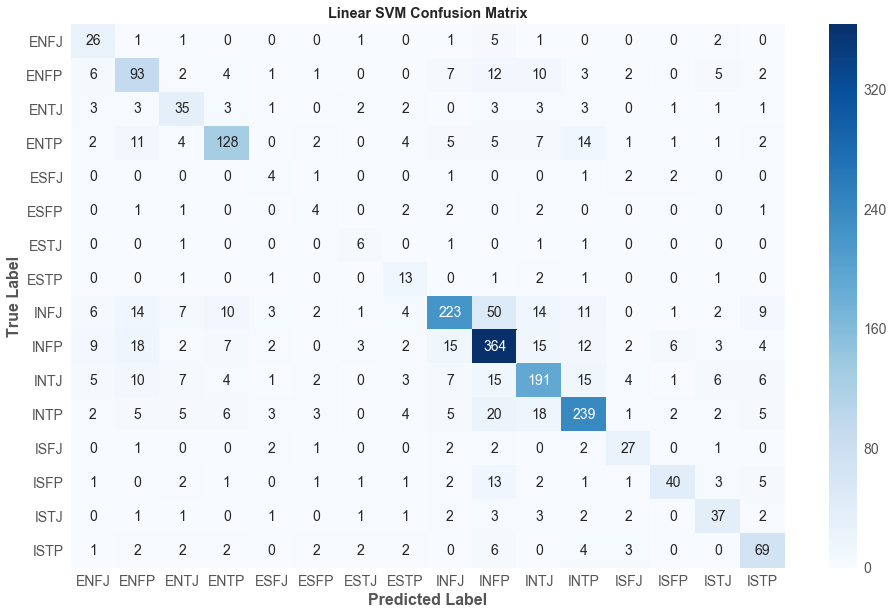 Linear SVM Confusion Matrix
True Label
ENFJ 26 1 1 0 0 0 1 0 1 5 1 0 0 0 2 0
ENFP 6 93 2 4 1 1 0 0 7 12 10 3 2 0 5 2
ENTJ 3 3 35 3 1 0 2 2 0 3 3 3 0 1 1 1
ENTP 2 11 4 128 0 2 0 4 5 5 7 14 1 1 1 2
ESFJ 0 0 0 0 4 1 0 0 1 0 0 1 2 2 0 0
ESFP 0 1 1 0 0 4 0 2 2 0 2 0 0 0 0 1
ESTJ 0 0 1 0 0 0 6 0 1 0 1 1 0 0 0 0
ESTP 0 0 1 0 1 0 0 13 0 1 2 1 0 0 1 0
INFJ 6 14 7 10 3 2 1 4 223 50 14 11 0 1 2 9
INFP 9 18 2 7 2 0 3 2 15 364 15 12 2 6 3 4
INTJ 5 10 7 4 1 2 0 3 7 15 191 15 4 1 6 6
INTP 2 5 5 6 3 3 0 4 5 20 18 239 1 2 2 5
ISFJ 0 1 0 0 2 1 0 0 2 2 0 2 27 0 1 0
ISFP 1 0 2 1 0 1 1 1 2 13 2 1 1 40 3 5
ISTJ 0 1 1 0 1 0 1 1 2 3 3 2 2 0 37 2
ISTP 1 2 2 2 0 2 2 2 0 6 0 4 3 0 0 69
ENFJ ENFP ENTJ ENTP ESFJ ESFP ESTJ ESTP INFJ INFP INTJ INTP ISFJ ISFP ISTJ ISTP
Predicted Label
320
240
160
80
0